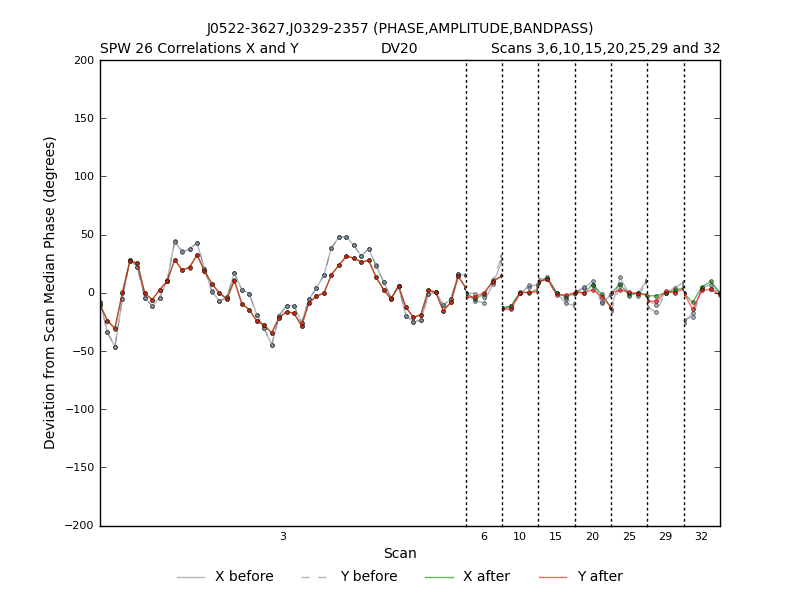 J0522-3627,J0329-2357 (PHASE,AMPLITUDE,BANDPASS)
SPW 26 Correlations X and Y DV20 Scans 3,6,10,15,20,25,29 and 32
200
150
100
50
0
−50
−100
−150
−200
Deviation from Scan Median Phase (degrees)
3 6 10 15 20 25 29 32
Scan
X before Y before X after Y after